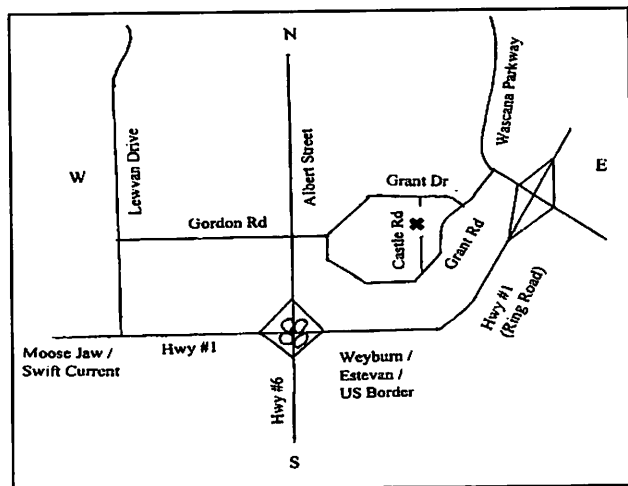 N
Wascana Parkway
Lewvan Drive
Albert Street
W
E
Grant Dr
Gordon Rd
Castle Rd
Grant Rd
Hwy #1
(Ring Road)
Moose Jaw /
Swift Current
Hwy #1
Weyburn /
Estevan /
US Border
Hwy #6
S